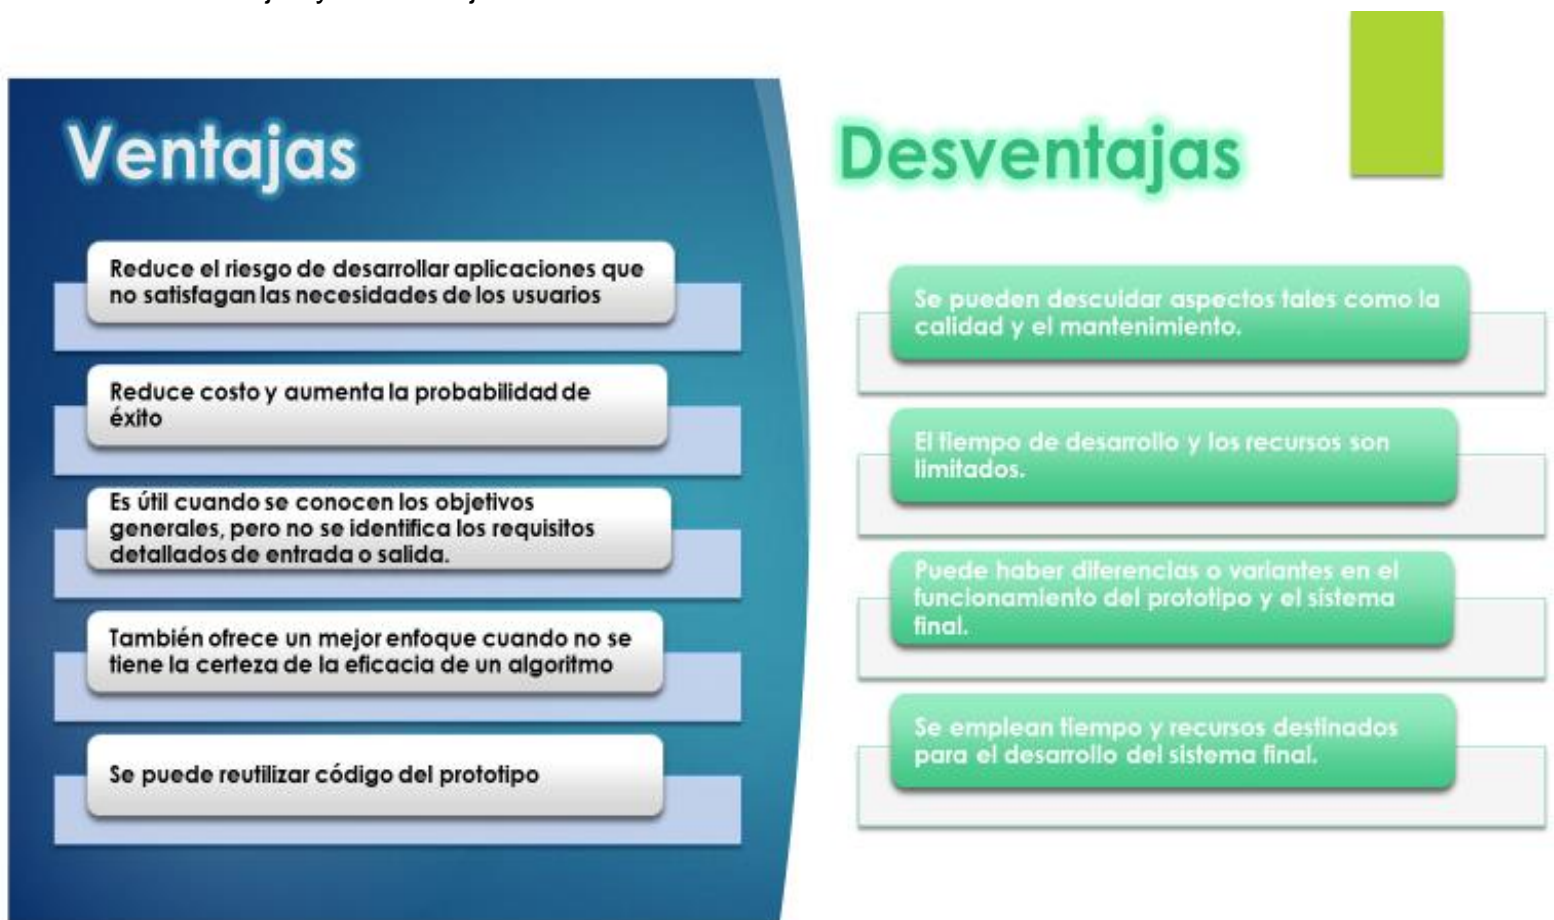 Ventajas
Reduce el riesgo de desarrollar aplicaciones que
no satisfagan las necesidades de los usuarios
Reduce costo y aumenta la probabilidad de
éxito
Es útil cuando se conocen los objetivos
generales, pero no se identifica los requisitos
detallados de entrada o salida.
También ofrece un mejor enfoque cuando no se
tiene la certeza de la eficacia de un algoritmo
Se puede reutilizar código del prototipo
Desventajas
Se pueden descuidar aspectos tales como la
calidad y el mantenimiento.
El tiempo de desarrollo y los recursos son
limitados.
Puede haber diferencias o variantes en el
funcionamiento del prototipo y el sistema
final.
Se emplean tiempo y recursos destinados
para el desarrollo del sistema final.